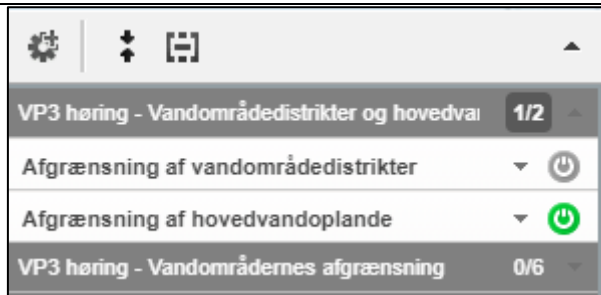 VP3 høring - Vandområdedistrikter og hovedvai 1/2
Afgrænsning af vandområdedistrikter
Afgrænsning af hovedvandoplande
VP3 høring - Vandområdernes afgrænsning 0/6